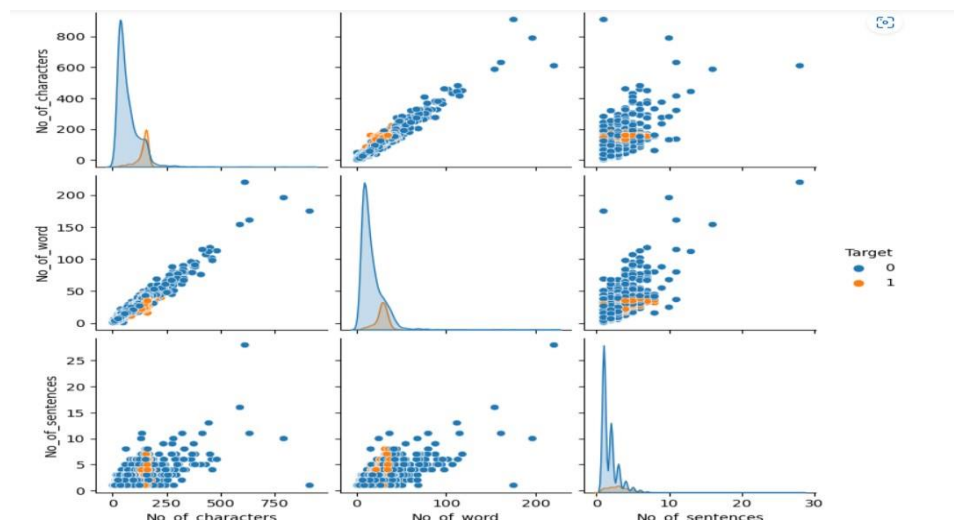 800
600
400
200
0
No_of_characters
200
150
100
50
0
No_of_word
Target
0
1
25
20
15
10
5
0
No_of_sentences
0 250 500 750
0 100 200
0 10 20 30
No_of_characters No_of_word No_of_sentences